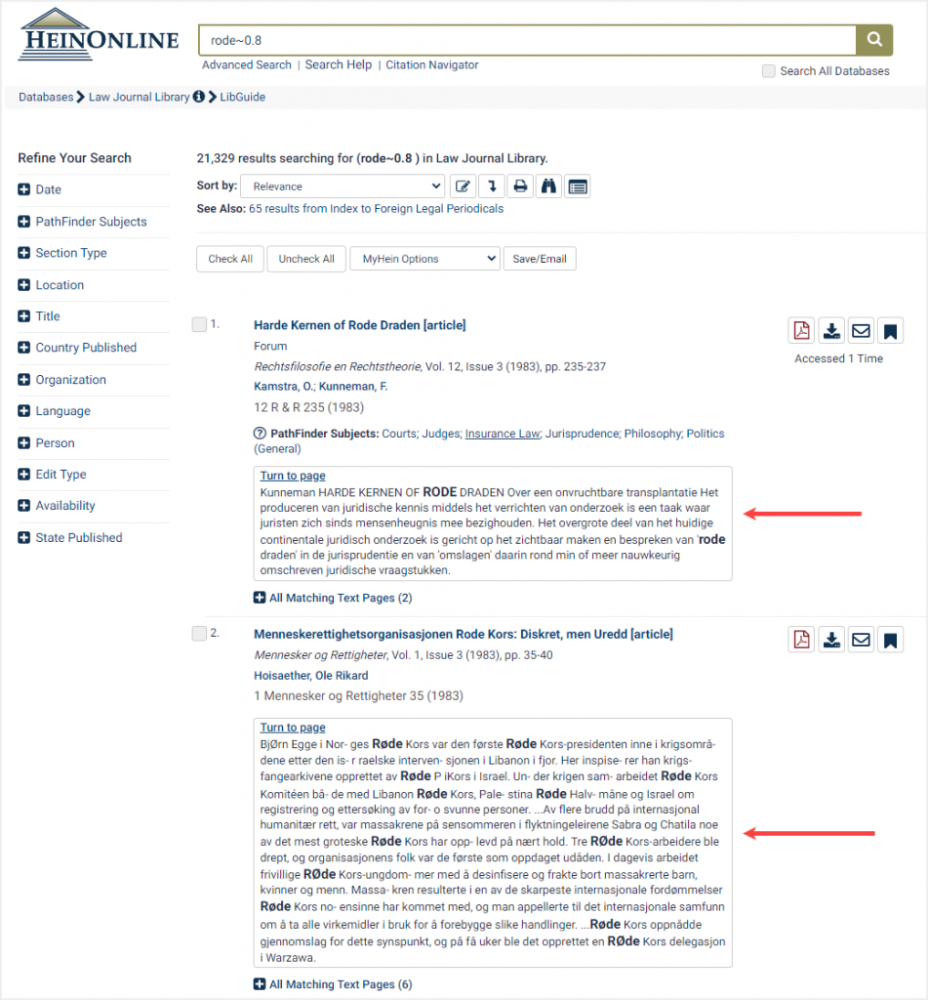 HEINONLINE
rode~0.8
Advanced Search | Search Help | Citation Navigator
Search All Databases
Databases Law Journal Library LibGuide
Refine Your Search
Date
PathFinder Subjects
Section Type
Location
Title
Country Published
Organization
Language
Person
Edit Type
Availability
State Published
21,329 results searching for (rode~0.8 ) in Law Journal Library.
Sort by: Relevance
See Also: 65 results from Index to Foreign Legal Periodicals
Check All Uncheck All MyHein Options Save/Email
1. Harde Kernen of Rode Draden [article]
Forum
Rechtsfilosofie en Rechtstheorie, Vol. 12, Issue 3 (1983), pp. 235-237
Kamstra, O.; Kunneman, F.
12 R & R 235 (1983)
Accessed 1 Time
PathFinder Subjects: Courts; Judges; Insurance Law; Jurisprudence; Philosophy; Politics
(General)
Turn to page
Kunneman HARDE KERNEN OF RODE DRADEN Over een onvruchtbare transplantatie Het
produceren van juridische kennis middels het verrichten van onderzoek is een taak waar
juristen zich sinds mensenheugnis mee bezighouden. Het overgrote deel van het huidige
continentale juridisch onderzoek is gericht op het zichtbaar maken en bespreken van 'rode
draden' in de jurisprudentie en van 'omslagen' daarin rond min of meer nauwkeurig
omschreven juridische vraagstukken.
All Matching Text Pages (2)
2. Menneskerettighetsorganisasjonen Rode Kors: Diskret, men Uredd [article]
Mennesker og Rettigheter, Vol. 1, Issue 3 (1983), pp. 35-40
Hoisaether, Ole Rikard
1 Mennesker og Rettigheter 35 (1983)
Turn to page
BjØrn Egge i Nor- ges Røde Kors var den første Røde Kors-presidenten inne i krigsområ-
dene etter den is- r raelske interven- sjonen i Libanon i fjor. Her inspise- rer han krigs-
fangearkivene opprettet av Røde P iKors i Israel. Un- der krigen sam- arbeidet Røde Kors
Komitéen bå- de med Libanon Røde Kors, Pale- stina Røde Halv- måne og Israel om
registrering og ettersøking av for- o svunne personer. ...Av flere brudd på internasjonal
humanitær rett, var massakrene på sensommeren i flyktningeleirene Sabra og Chatila noe
av det mest groteske Røde Kors har opp- levd på nært hold. Tre RØde Kors-arbeidere ble
drept, og organisasjonens folk var de første som oppdaget udåden. I dagevis arbeidet
frivillige RØde Kors-ungdom- mer med å desinfisere og frakte bort massakrerte barn,
kvinner og menn. Massa- kren resulterte i en av de skarpeste internasjonale fordømmelser
Røde Kors no- ensinne har kommet med, og man appellerte til det internasjonale samfunn
om å ta alle virkemidler i bruk for å forebygge slike handlinger. ...Røde Kors oppnådde
gjennomslag for dette synspunkt, og på få uker ble det opprettet en RØde Kors delegasjon
i Warzawa.
All Matching Text Pages (6)